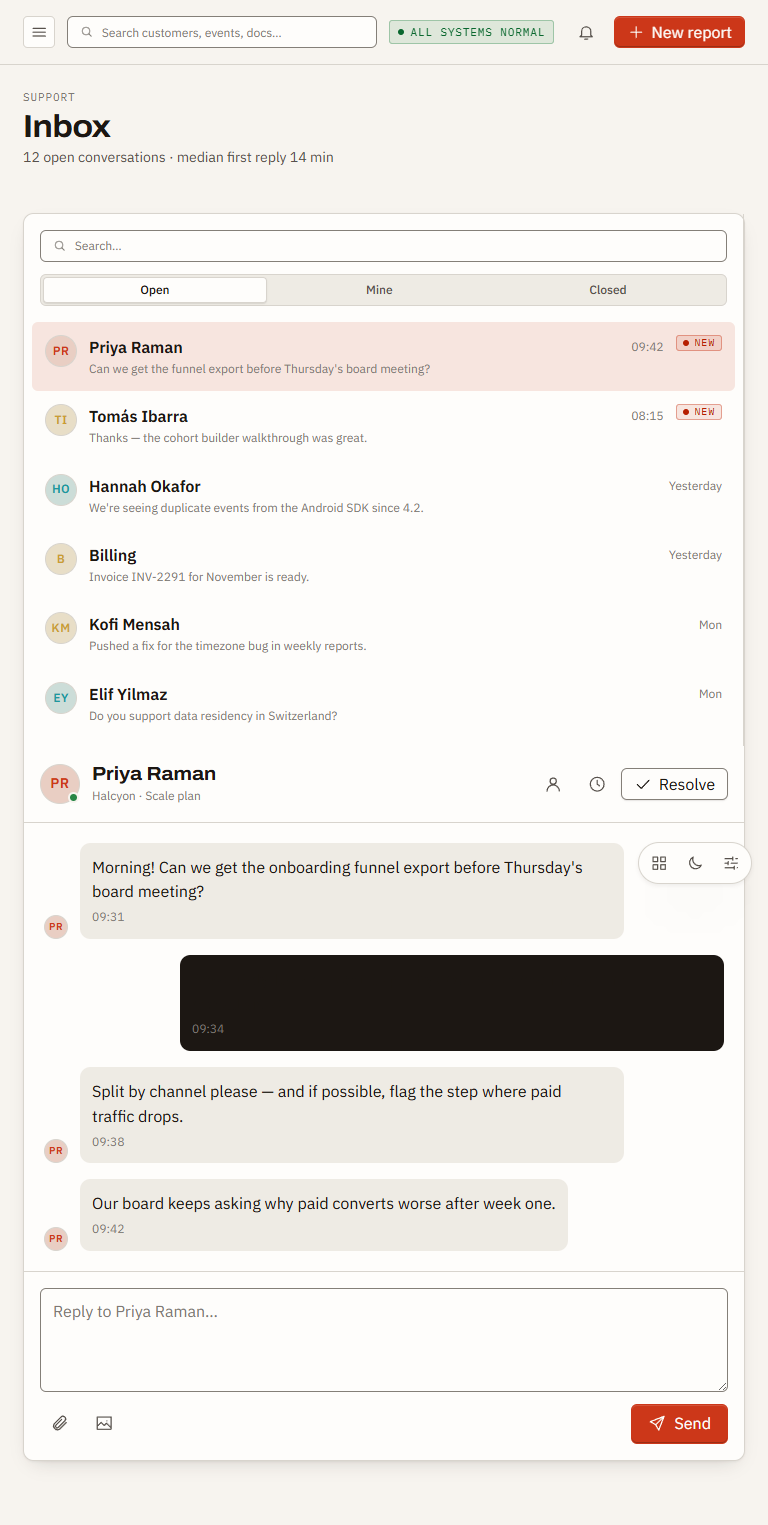 Search customers, events, docs...
ALL SYSTEMS NORMAL
New report
SUPPORT
Inbox
12 open conversations · median first reply 14 min
Search...
Open
Mine
Closed
PR
Priya Raman
09:42
NEW
Can we get the funnel export before Thursday's board meeting?
TI
Tomás Ibarra
08:15
NEW
Thanks — the cohort builder walkthrough was great.
HO
Hannah Okafor
Yesterday
We're seeing duplicate events from the Android SDK since 4.2.
B
Billing
Yesterday
Invoice INV-2291 for November is ready.
KM
Kofi Mensah
Mon
Pushed a fix for the timezone bug in weekly reports.
EY
Elif Yilmaz
Mon
Do you support data residency in Switzerland?
PR
Priya Raman
Halcyon · Scale plan
Resolve
Morning! Can we get the onboarding funnel export before Thursday's
board meeting?
09:31
PR
09:34
Split by channel please — and if possible, flag the step where paid
traffic drops.
09:38
PR
Our board keeps asking why paid converts worse after week one.
09:42
PR
Reply to Priya Raman...
Send